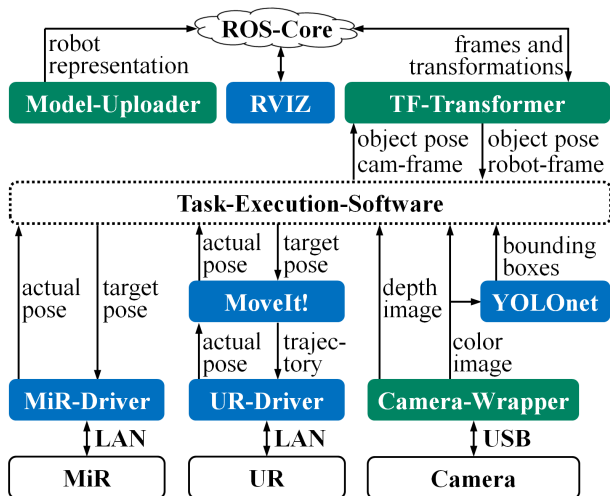 ROS-Core
robot
representation
frames and
transformations
Model-Uploader
RVIZ
TF-Transformer
object pose
cam-frame
object pose
robot-frame
Task-Execution-Software
actual
pose
target
pose
actual
pose
target
pose
depth
image
bounding
boxes
MoveIt!
YOLOnet
actual
pose
trajec-
tory
color
image
MiR-Driver
UR-Driver
Camera-Wrapper
LAN
LAN
USB
MiR
UR
Camera